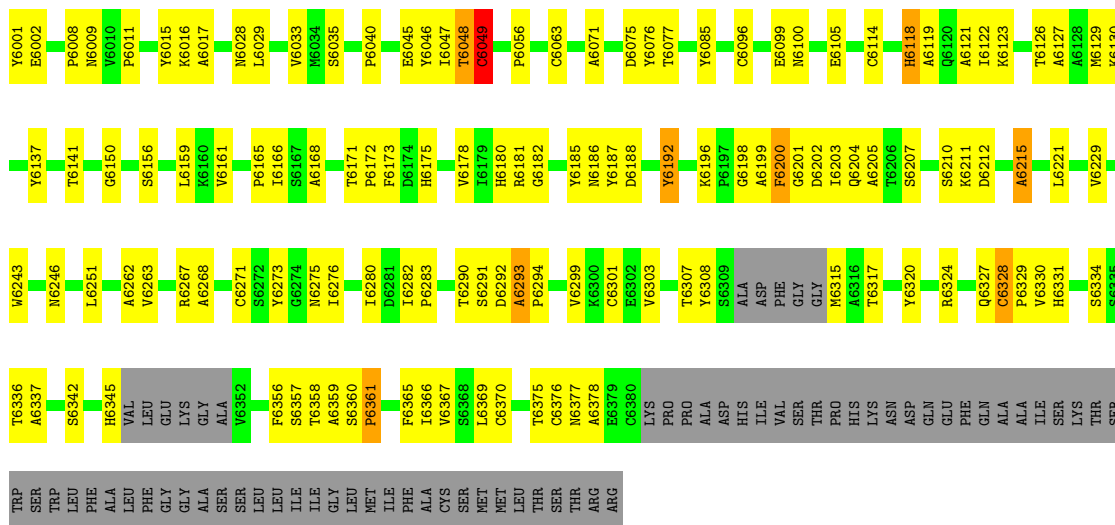 Y6001 E6002 P6008 N6009 V6010 P6011 Y6015 K6016 A6017 N6028 L6029 V6033 M6034 S6035 P6040 E6045 Y6046 I6047 T6048 C6049 P6056 C6063 A6071 D6075 Y6076 T6077 Y6085 C6096 E6099 N6100 E6105 C6114 H6118 A6119 Q6120 A6121 I6122 K6123 T6126 A6127 A6128 M6129 K6130
Y6137 T6141 G6150 S6156 L6159 K6160 V6161 P6165 I6166 S6167 A6168 T6171 P6172 F6173 D6174 H6175 V6178 I6179 H6180 R6181 G6182 Y6185 N6186 Y6187 D6188 Y6192 K6196 P6197 G6198 A6199 F6200 G6201 D6202 I6203 Q6204 A6205 T6206 S6207 S6210 K6211 D6212 A6215 L6221 V6229
W6243 N6246 L6251 A6262 V6263 R6267 A6268 C6271 S6272 Y6273 G6274 N6275 I6276 I6280 D6281 I6282 P6283 T6290 S6291 D6292 A6293 P6294 V6299 K6300 C6301 E6302 V6303 T6307 Y6308 S6309 ALA ASP PHE GLY GLY M6315 A6316 T6317 Y6320 R6324 Q6327 C6328 P6329 V6330 H6331 S6334 S6335
T6336 A6337 S6342 H6345 VAL LEU GLU LYS GLY ALA V6352 F6356 S6357 T6358 A6359 S6360 P6361 F6365 I6366 V6367 S6368 L6369 C6370 T6375 C6376 N6377 A6378 E6379 C6380 LYS PRO PRO ALA ASP HIS ILE VAL SER THR PRO HIS LYS ASN ASP GLN GLU PHE GLN ALA ALA ILE SER LYS THR SER
TRP SER TRP LEU PHE ALA LEU PHE GLY GLY ALA SER SER LEU LEU ILE ILE GLY LEU MET ILE PHE ALA CYS SER MET MET LEU THR SER THR ARG ARG